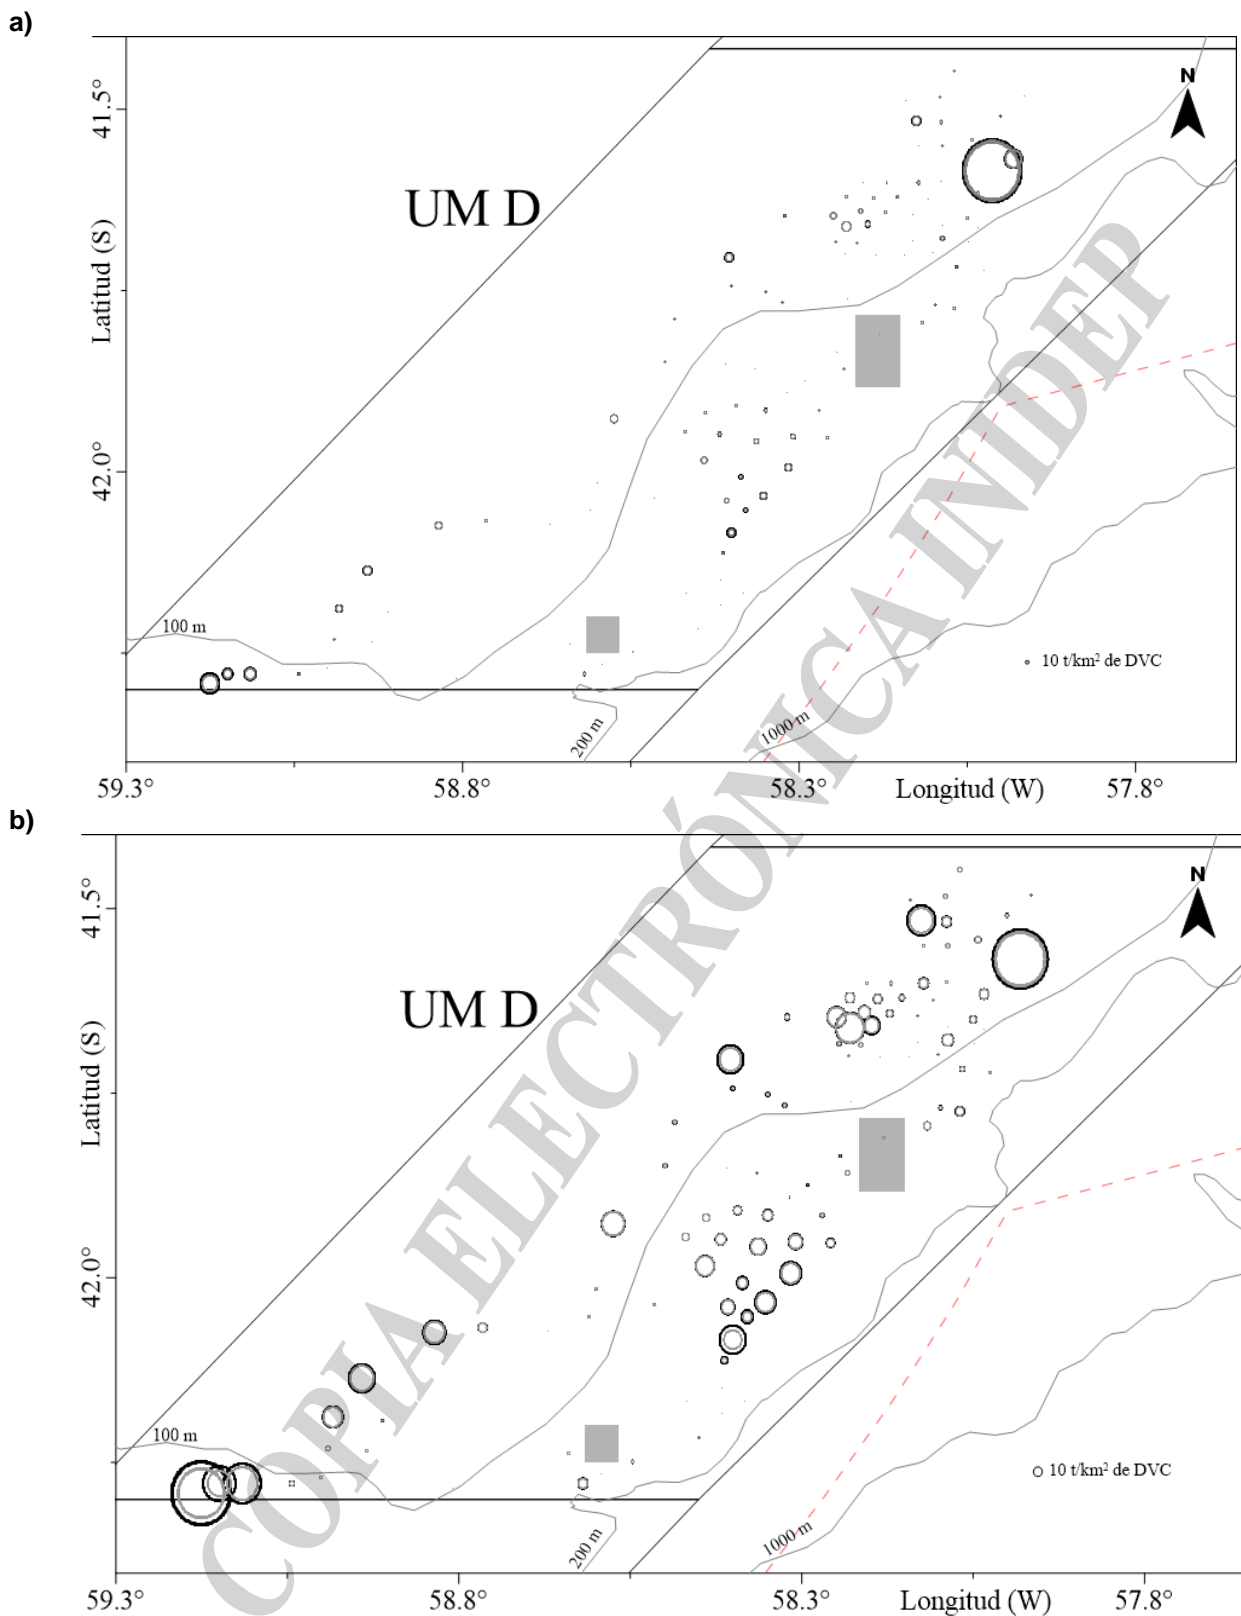 a)
N
41.5°
UM D
Latitud (S)
42.0°
100 m
10 t/km² de DVC
200 m
1000 m
59.3°
58.8°
58.3°
Longitud (W)
57.8°
b)
N
41.5°
UM D
Latitud (S)
42.0°
100 m
10 t/km² de DVC
200 m
1000 m
59.3°
58.8°
58.3°
Longitud (W)
57.8°
COPIA ELECTRÓNICA INIDEP